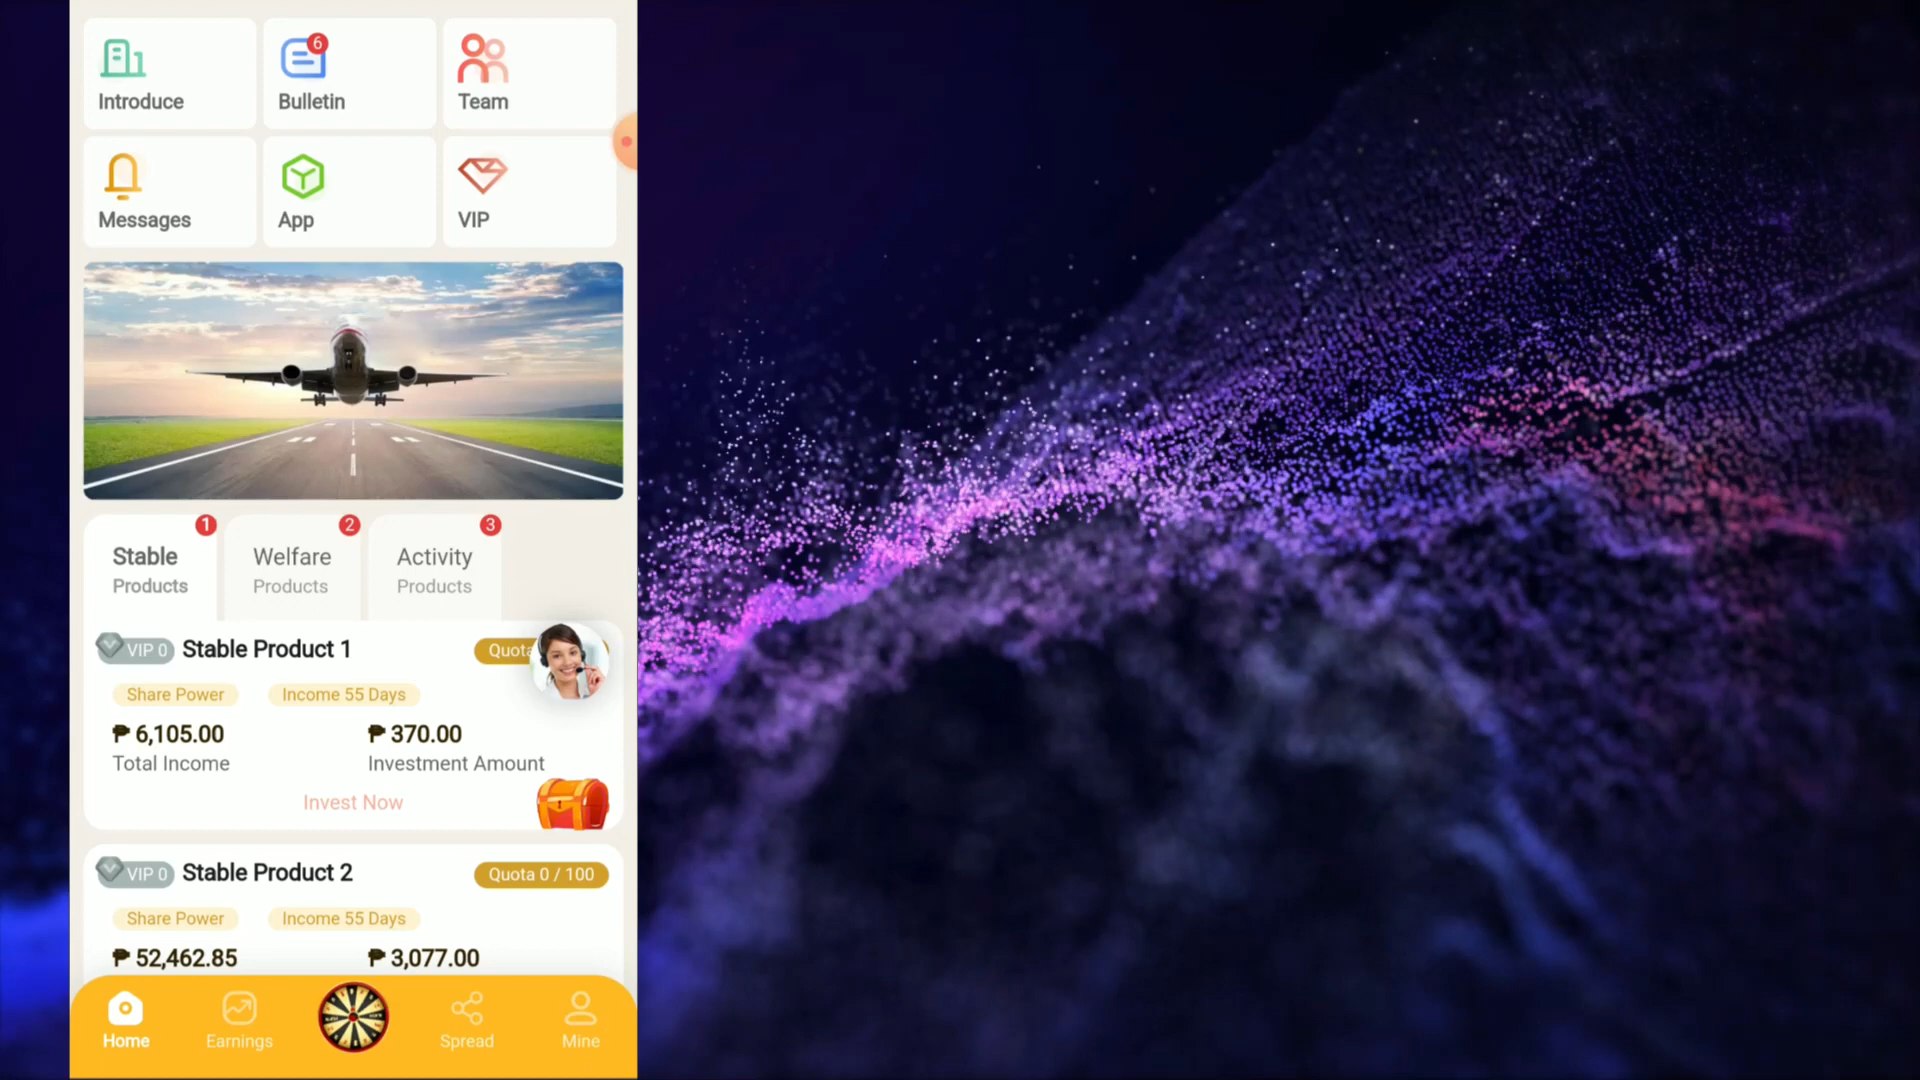 Introduce
6
Bulletin
Team
Messages
App
VIP
1
Stable
Products
2
Welfare
Products
3
Activity
Products
VIP 0
Stable Product 1
Quota
Share Power
Income 55 Days
₱ 6,105.00
₱ 370.00
Total Income
Investment Amount
Invest Now
VIP 0
Stable Product 2
Quota 0 / 100
Share Power
Income 55 Days
₱ 52,462.85
₱ 3,077.00
Home
Earnings
Spread
Mine